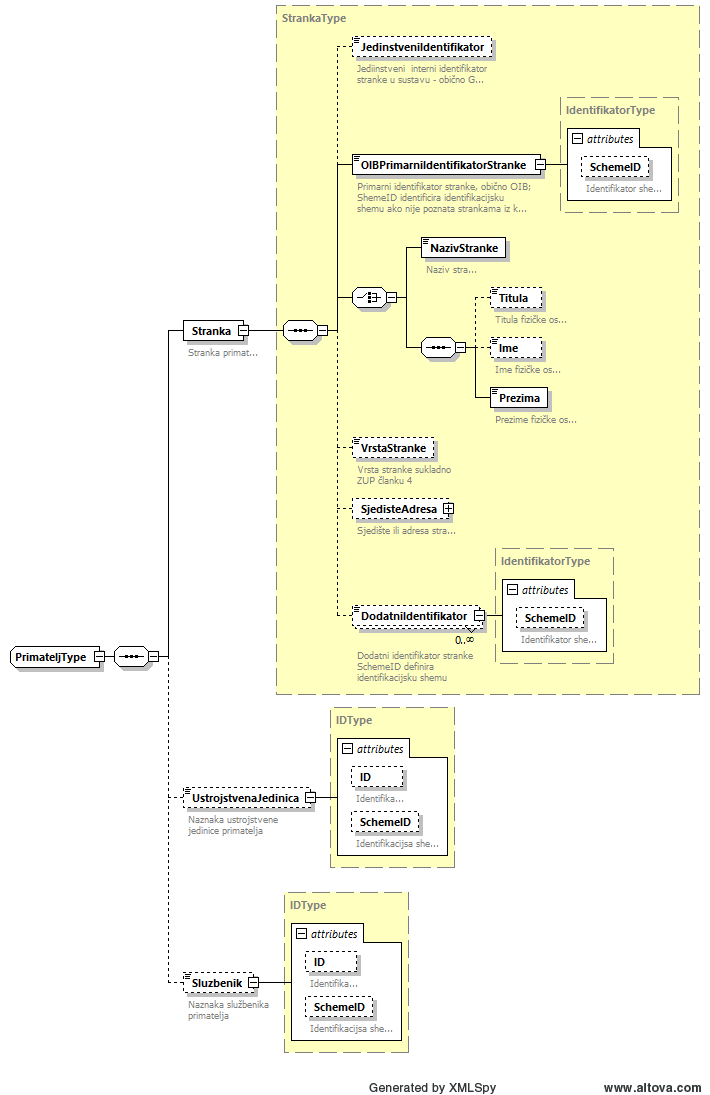 StrankaType
JedinstveniIdentifikator
Jediinstveni interni identifikator
stranke u sustavu - obično G...
IdentifikatorType
attributes
SchemeID
Identifikator she...
OIBPrimarniIdentifikatorStranke
Primarni identifikator stranke, obično OIB;
ShemeID identificira identifikacijsku
shemu ako nije poznata strankama iz k...
NazivStranke
Naziv stra...
Titula
Titula fizičke os...
Stranka
Stranka primat...
Ime
Ime fizičke os...
Prezima
Prezime fizičke os...
VrstaStranke
Vrsta stranke sukladno
ZUP članku 4
SjedisteAdresa
Sjedište ili adresa stra...
IdentifikatorType
attributes
SchemeID
Identifikator she...
DodatniIdentifikator
0..∞
Dodatni identifikator stranke
SchemeID definira
identifikacijsku shemu
PrimateljType
IDType
attributes
ID
Identifika...
SchemeID
Identifikacijsa she...
UstrojstvenaJedinica
Naznaka ustrojstvene
jedinice primatelja
IDType
attributes
ID
Identifika...
SchemeID
Identifikacijsa she...
Sluzbenik
Naznaka službenika
primatelja
Generated by XMLSpy
www.altova.com